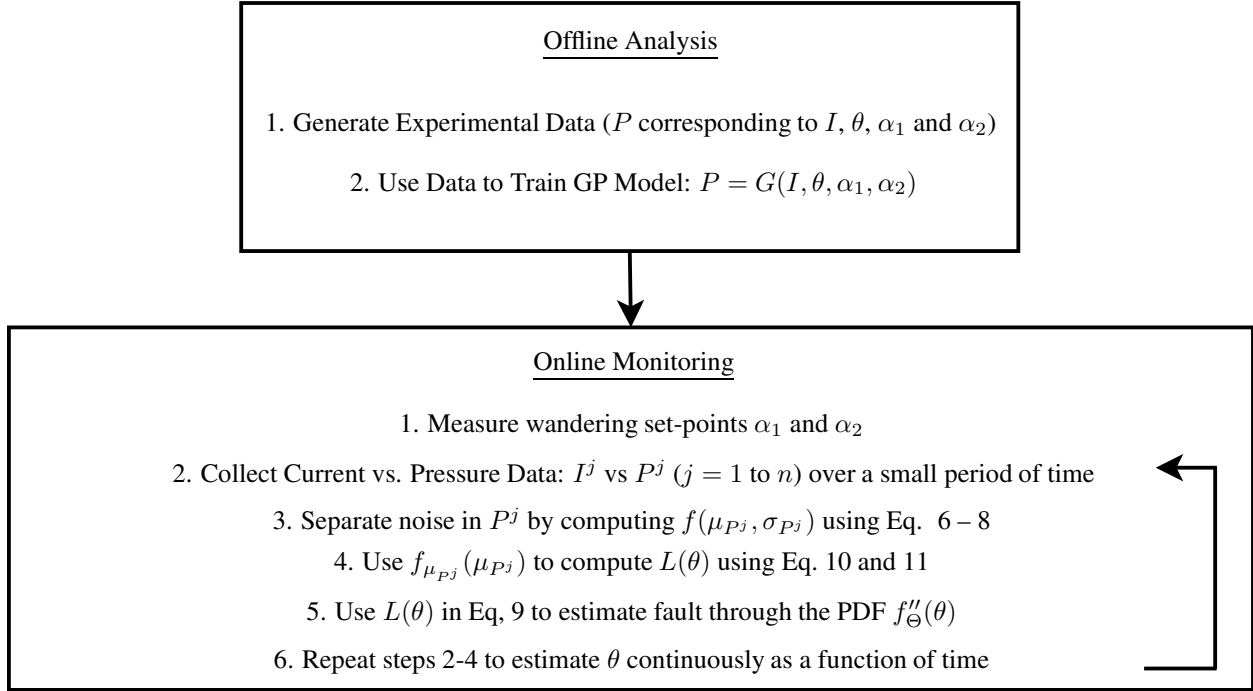 Offline Analysis
1. Generate Experimental Data (P corresponding to I, θ, α₁ and α₂)
2. Use Data to Train GP Model: P = G(I, θ, α₁, α₂)
Online Monitoring
1. Measure wandering set-points α₁ and α₂
2. Collect Current vs. Pressure Data: I^j vs P^j (j = 1 to n) over a small period of time
3. Separate noise in P^j by computing f(μ_{P^j}, σ_{P^j}) using Eq. 6 – 8
4. Use f_{μ_{P^j}}(μ_{P^j}) to compute L(θ) using Eq. 10 and 11
5. Use L(θ) in Eq, 9 to estimate fault through the PDF f''_Θ(θ)
6. Repeat steps 2-4 to estimate θ continuously as a function of time